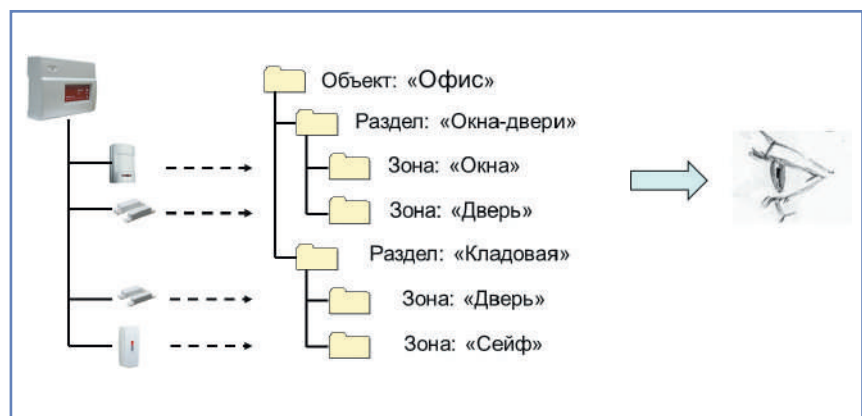 Объект: «Офис»
Раздел: «Окна-двери»
Зона: «Окна»
Зона: «Дверь»
Раздел: «Кладовая»
Зона: «Дверь»
Зона: «Сейф»